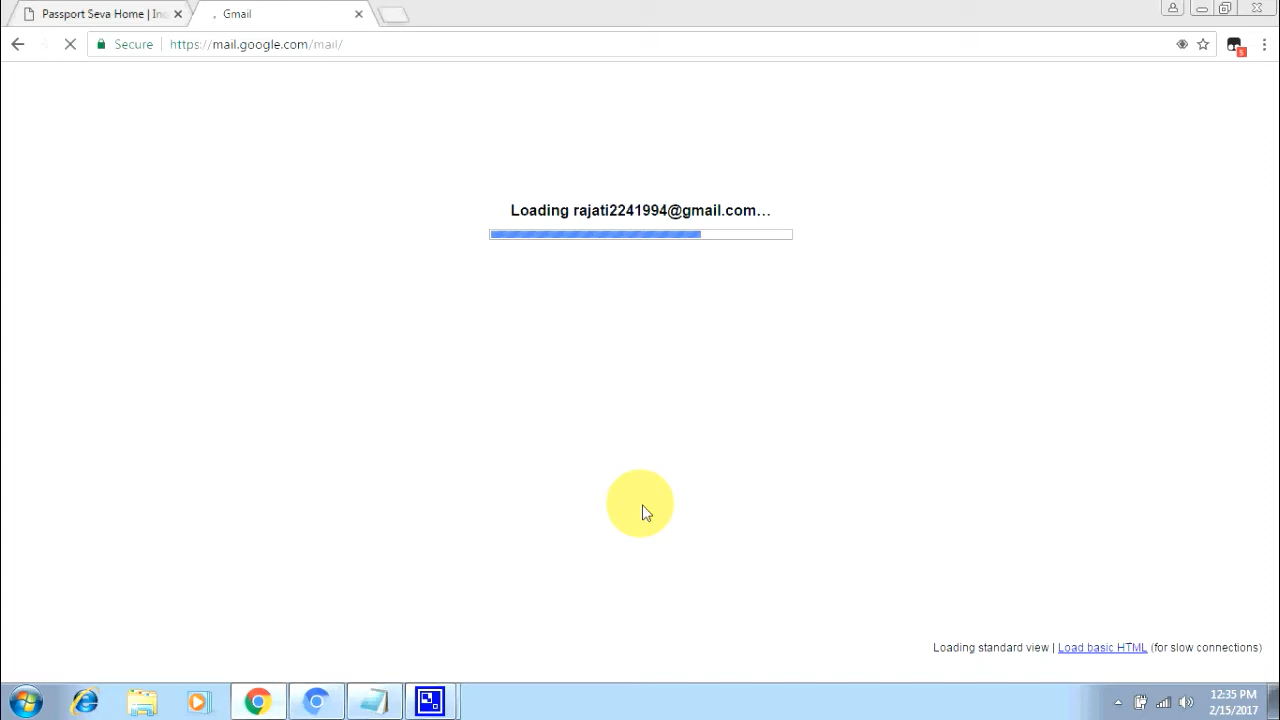 Passport Seva Home | In
Gmail
Secure
https://mail.google.com/mail/
5
Loading rajati2241994@gmail.com...
Loading standard view | Load basic HTML (for slow connections)
12:35 PM
2/15/2017